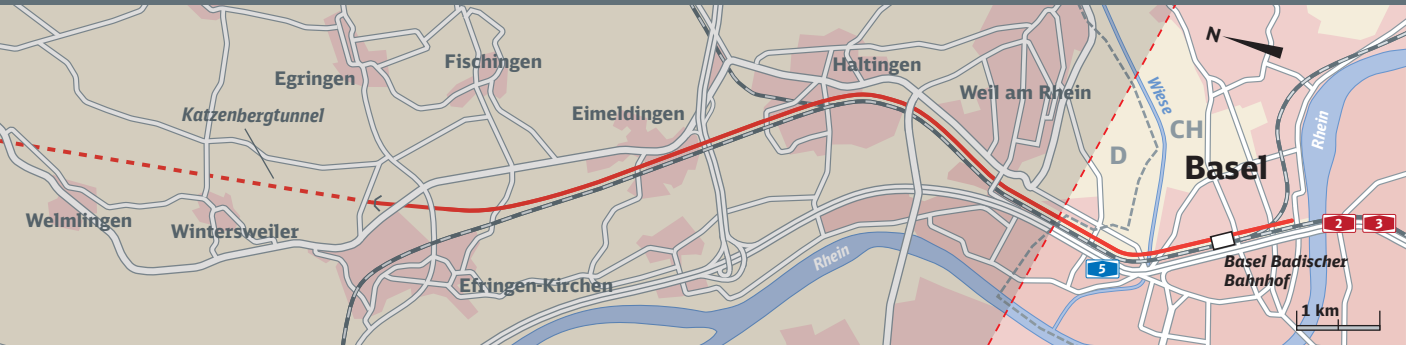 N
Fischingen
Haltingen
Egringen
Weil am Rhein
Wiese
Katzenbergtunnel
Eimeldingen
CH
Rhein
D
Basel
Welmlingen
Wintersweiler
2
3
Rhein
5
Basel Badischer
Bahnhof
Efringen-Kirchen
1 km